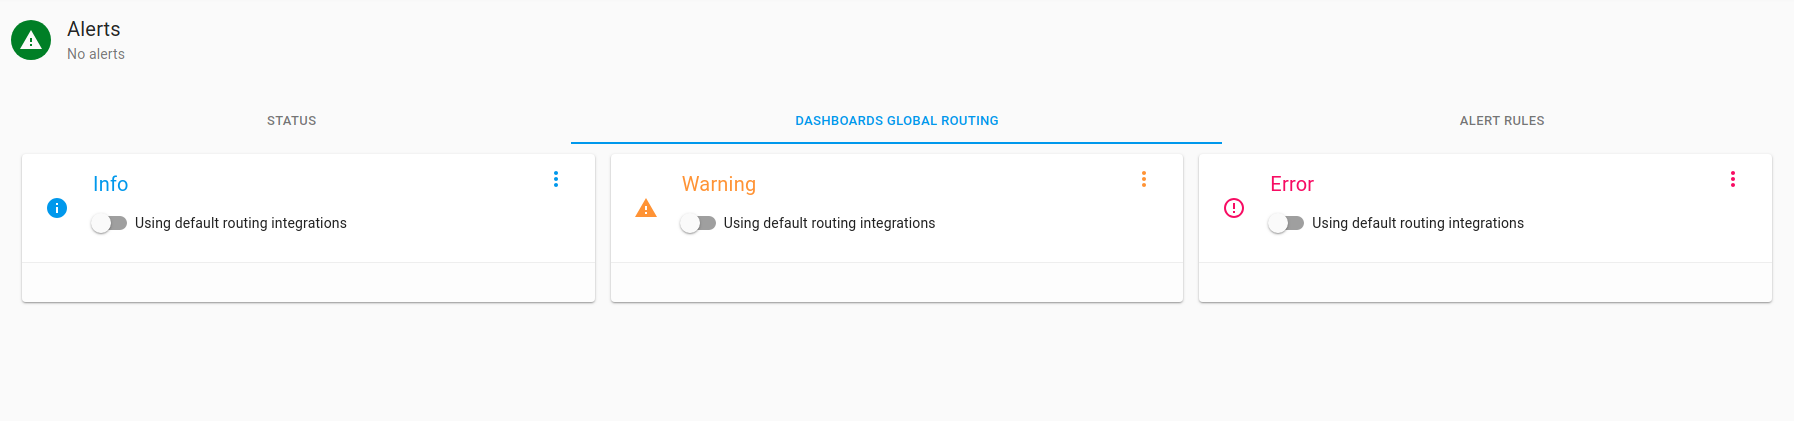 Alerts
No alerts
STATUS
DASHBOARDS GLOBAL ROUTING
ALERT RULES
Info
Using default routing integrations
Warning
Using default routing integrations
Error
Using default routing integrations